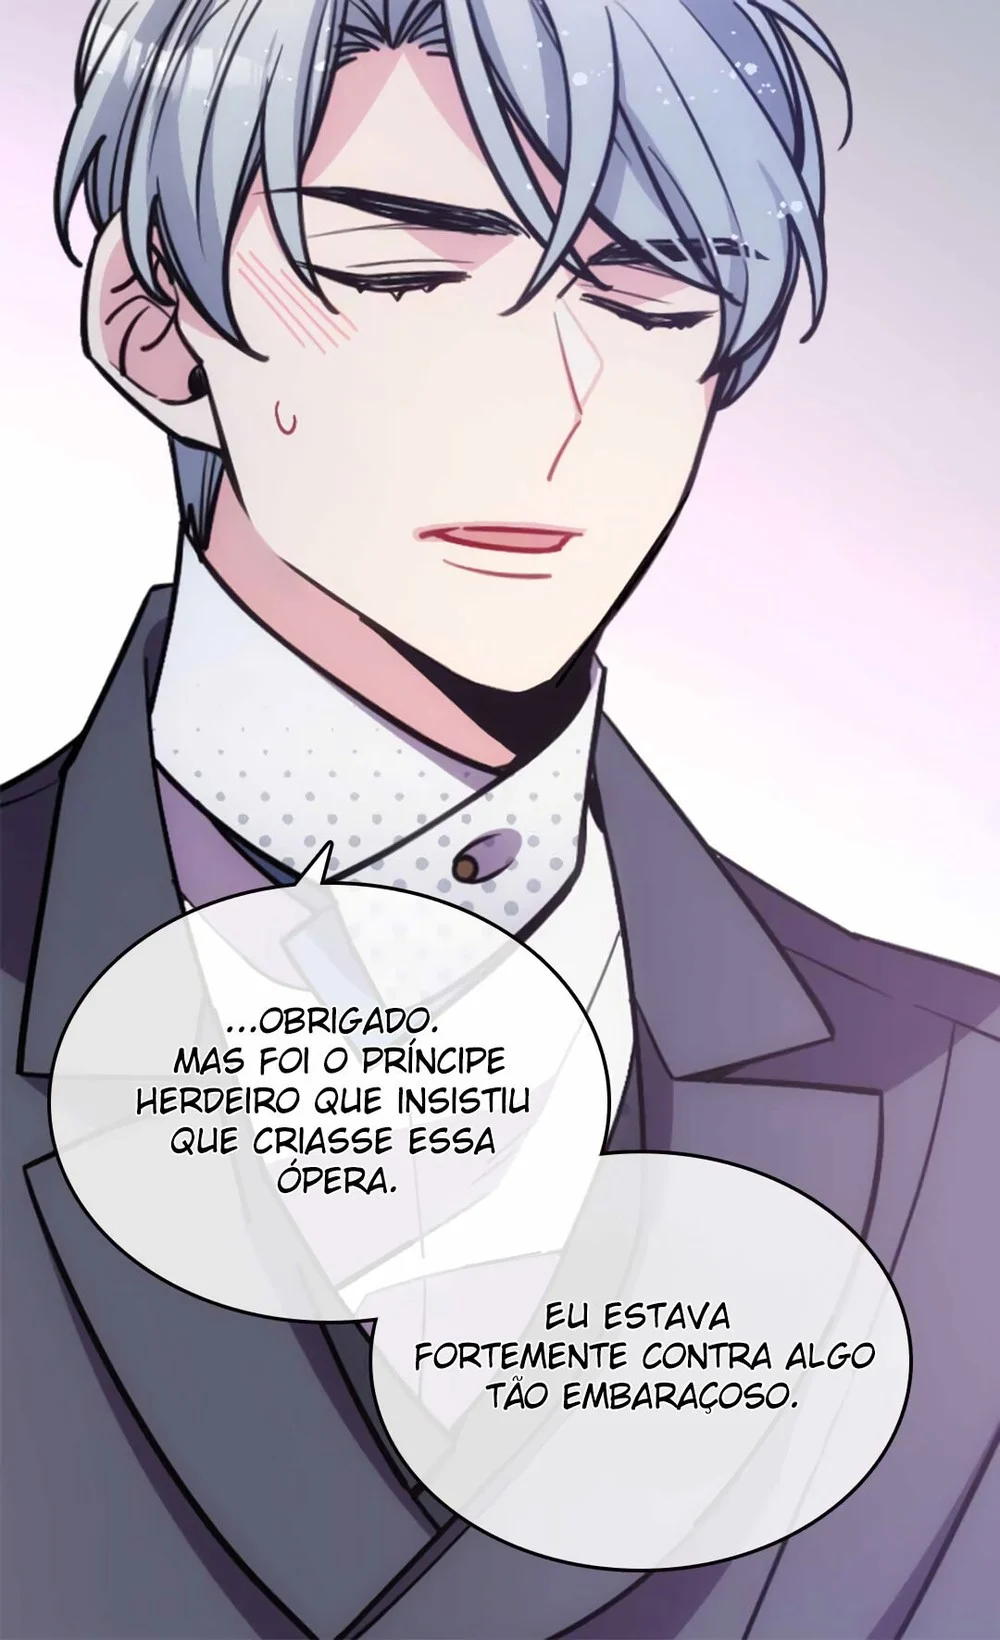 ...OBRIGADO.
MAS FOI O PRÍNCIPE
HERDEIRO QUE INSISTIU
QUE CRIASSE ESSA
ÓPERA.
EU ESTAVA
FORTEMENTE CONTRA ALGO
TÃO EMBARAÇOSO.